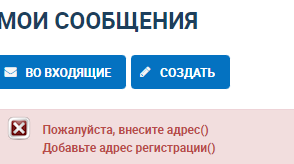 МОИ СООБЩЕНИЯ
ВО ВХОДЯЩИЕ
СОЗДАТЬ
Пожалуйста, внесите адрес()
Добавьте адрес регистрации()